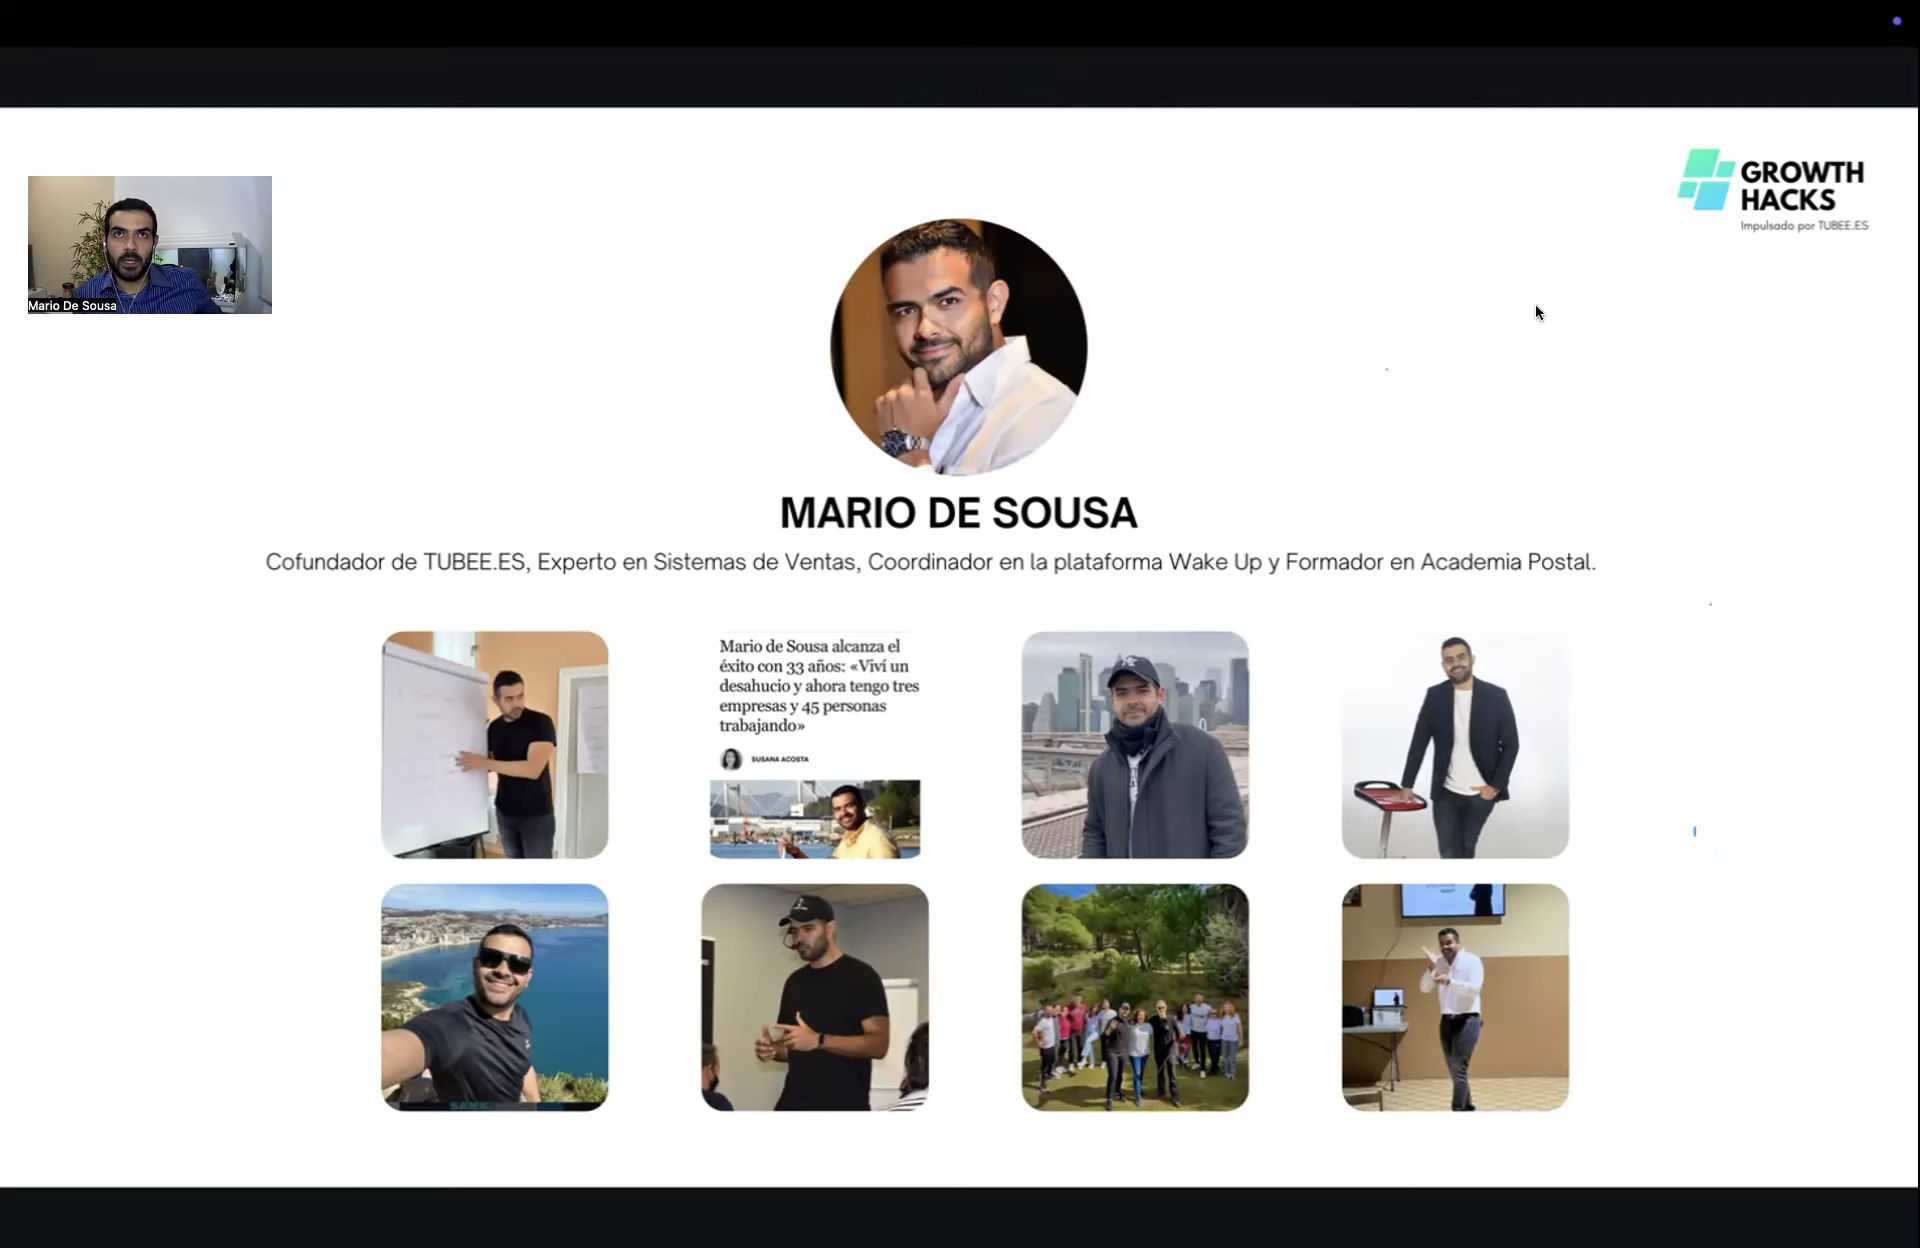 GROWTH
HACKS
Impulsado por TUBEE.ES
Mario De Sousa
MARIO DE SOUSA
Cofundador de TUBEE.ES, Experto en Sistemas de Ventas, Coordinador en la plataforma Wake Up y Formador en Academia Postal.
Mario de Sousa alcanza el
éxito con 33 años: «Viví un
desahucio y ahora tengo tres
empresas y 45 personas
trabajando»
SUSANA ACOSTA